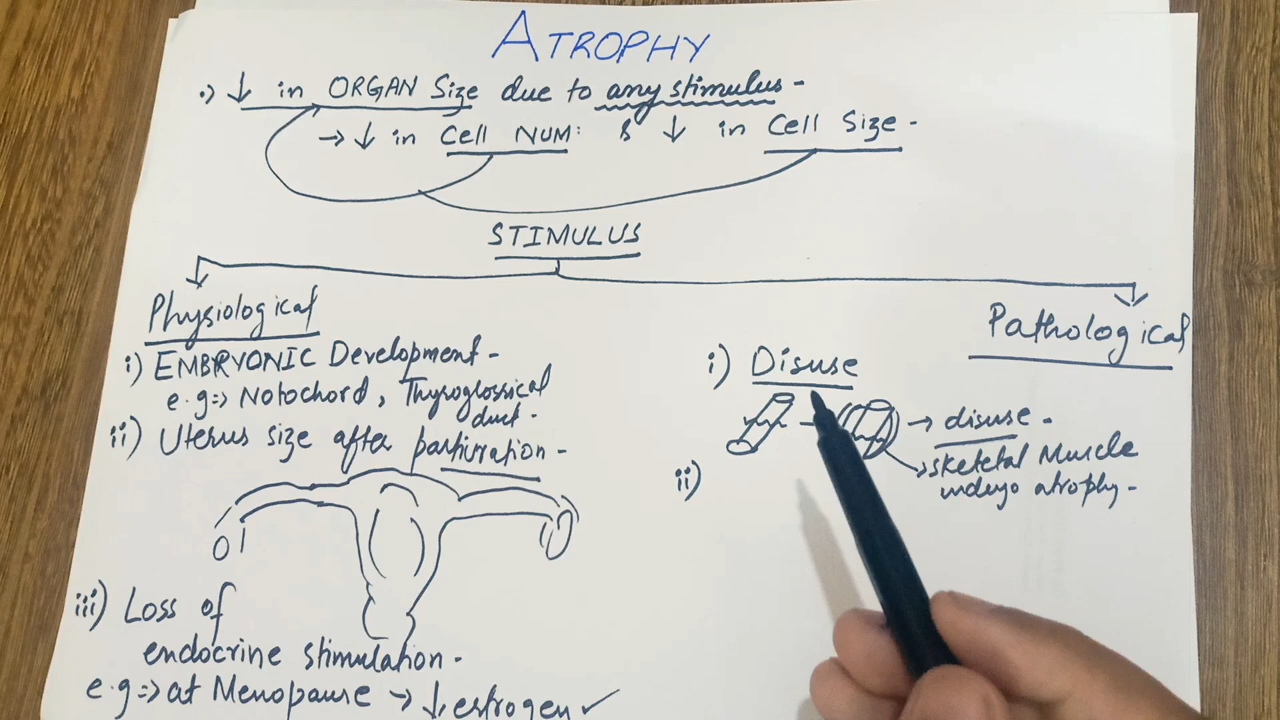 ATROPHY
•) ↓ in ORGAN Size due to any stimulus -
→ ↓ in Cell NUM: & ↓ in Cell Size -
STIMULUS
Physiological
i) EMBRYONIC Development -
e.g => Notochord, Thyroglossical
duct -
ii) Uterus size after parturation -
iii) Loss of
endocrine stimulation -
e.g => at Menopause → ↓ estrogen ✓
Pathological
i) Disuse
→ disuse -
→ sketetal Muscle
undergo atrophy -
ii)